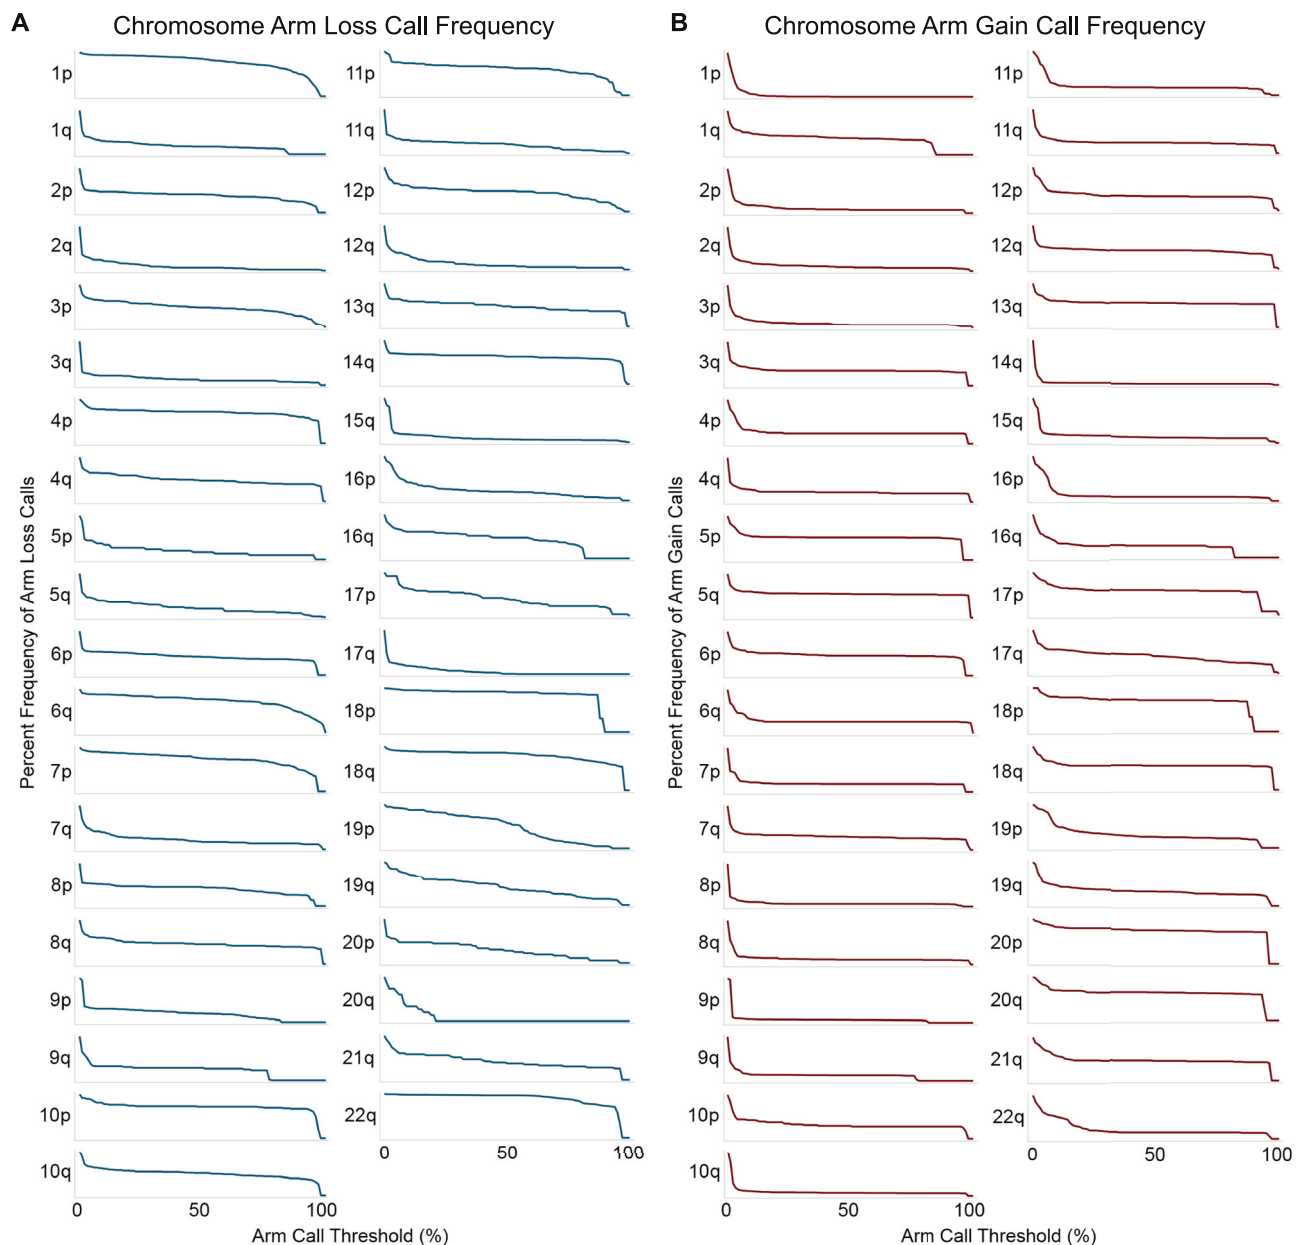 A Chromosome Arm Loss Call Frequency
Percent Frequency of Arm Loss Calls
1p
1q
2p
2q
3p
3q
4p
4q
5p
5q
6p
6q
7p
7q
8p
8q
9p
9q
10p
10q
0 50 100
11p
11q
12p
12q
13q
14q
15q
16p
16q
17p
17q
18p
18q
19p
19q
20p
20q
21q
22q
0 50 100
Arm Call Threshold (%)
B Chromosome Arm Gain Call Frequency
Percent Frequency of Arm Gain Calls
1p
1q
2p
2q
3p
3q
4p
4q
5p
5q
6p
6q
7p
7q
8p
8q
9p
9q
10p
10q
0 50 100
11p
11q
12p
12q
13q
14q
15q
16p
16q
17p
17q
18p
18q
19p
19q
20p
20q
21q
22q
0 50 100
Arm Call Threshold (%)